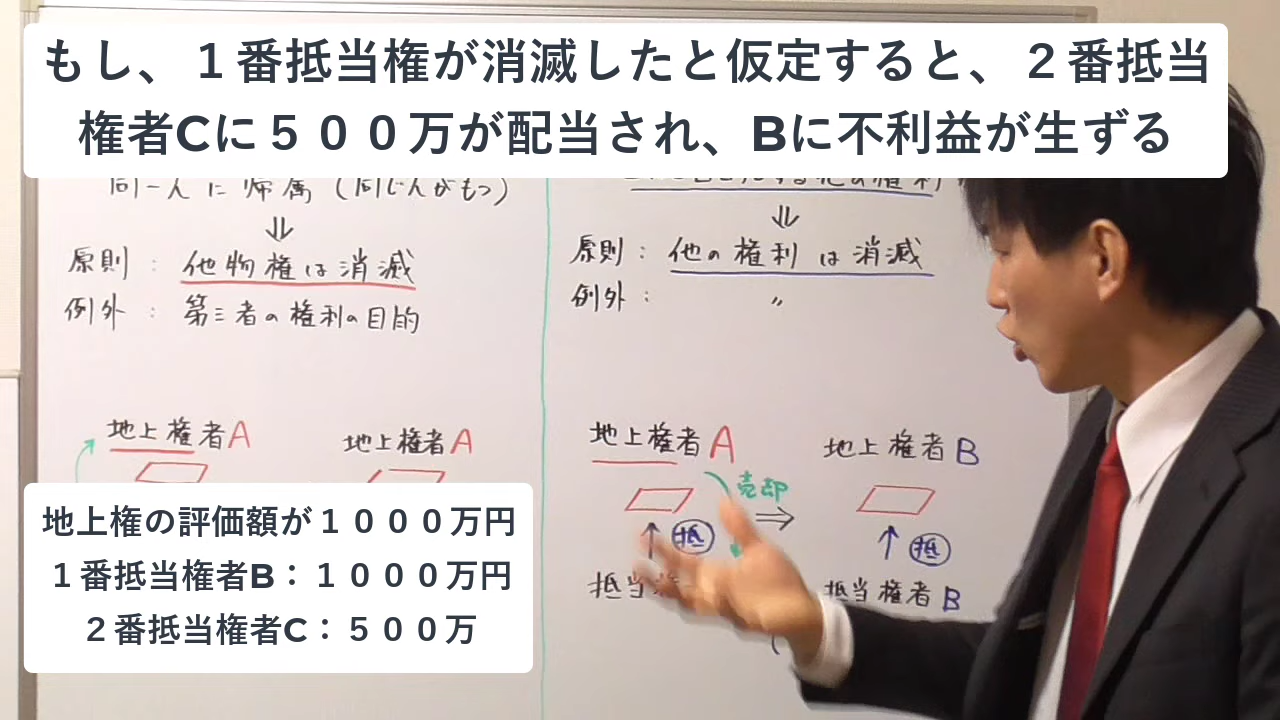 もし、１番抵当権が消滅したと仮定すると、２番抵当
権者Cに５００万が配当され、Bに不利益が生ずる
同一人に帰属（同じ人がもつ）
⇓
原則：他物権は消滅
例外：第三者の権利の目的
地上権者A
地上権者A
地上権の評価額が１０００万円
１番抵当権者B：１０００万円
２番抵当権者C：５００万
他の権利
⇓
原則：他の権利は消滅
例外：〃
地上権者A
売却
⇒
抵
抵当
地上権者B
抵
抵当権者B